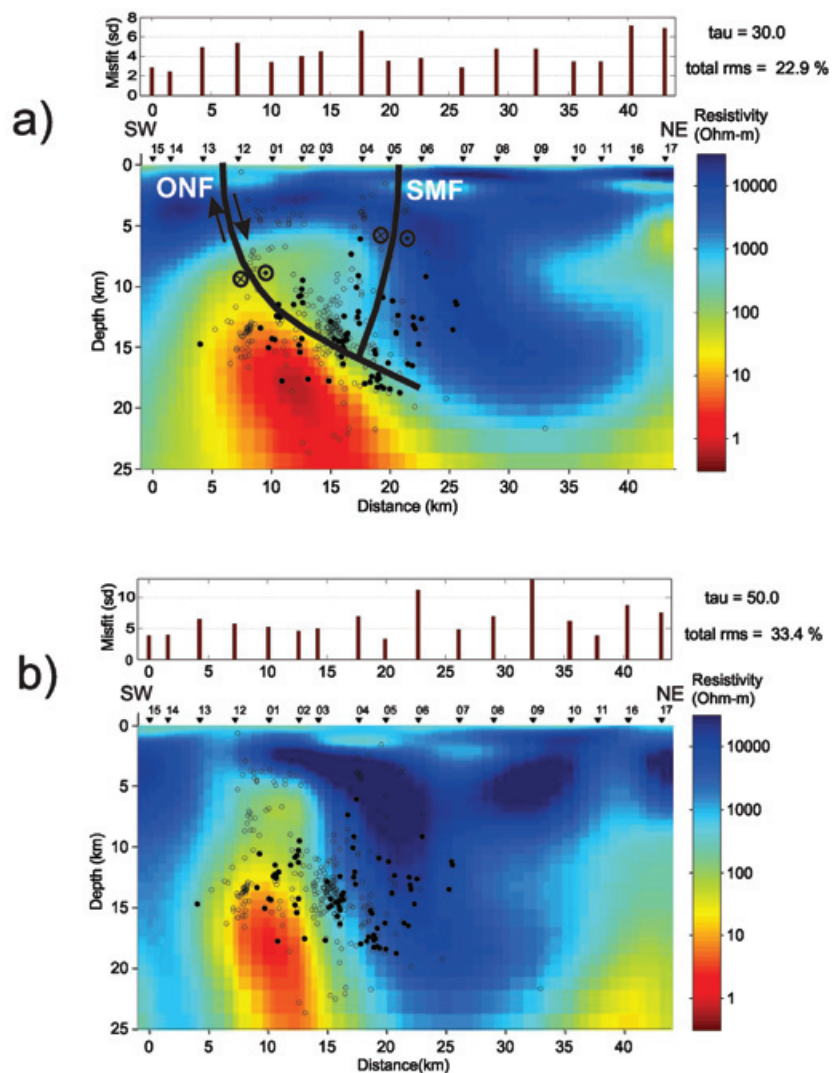 8
6
4
2
0
Misfit (sd)
0 5 10 15 20 25 30 35 40
tau = 30.0
total rms = 22.9 %
a)
SW
NE
15 14 13 12 01 02 03 04 05 06 07 08 09 10 11 16 17
Resistivity
(Ohm-m)
ONF
SMF
0
5
10
15
20
25
Depth (km)
10000
1000
100
10
1
0 5 10 15 20 25 30 35 40
Distance (km)
10
5
0
Misfit (sd)
0 5 10 15 20 25 30 35 40
tau = 50.0
total rms = 33.4 %
b)
SW
NE
15 14 13 12 01 02 03 04 05 06 07 08 09 10 11 16 17
Resistivity
(Ohm-m)
0
5
10
15
20
25
Depth (km)
10000
1000
100
10
1
0 5 10 15 20 25 30 35 40
Distance(km)